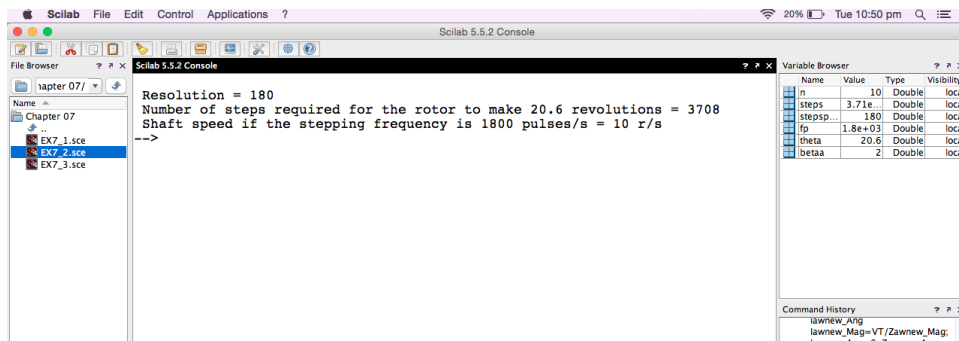 Scilab File Edit Control Applications ? 20% Tue 10:50 pm
Scilab 5.5.2 Console
File Browser ? Scilab 5.5.2 Console ? Variable Browser ?
Name Value Type Visibility
n 10 Double
steps 3.71e... Double
stepsp... 180 Double
fp 1.8e+03 Double
theta 20.6 Double
betaa 2 Double
Name
Chapter 07
..
EX7_1.sce
EX7_2.sce
EX7_3.sce
Resolution = 180
Number of steps required for the rotor to make 20.6 revolutions = 3708
Shaft speed if the stepping frequency is 1800 pulses/s = 10 r/s
-->
Command History ?
lawnew_Mag=VT/Zawnew_Mag;